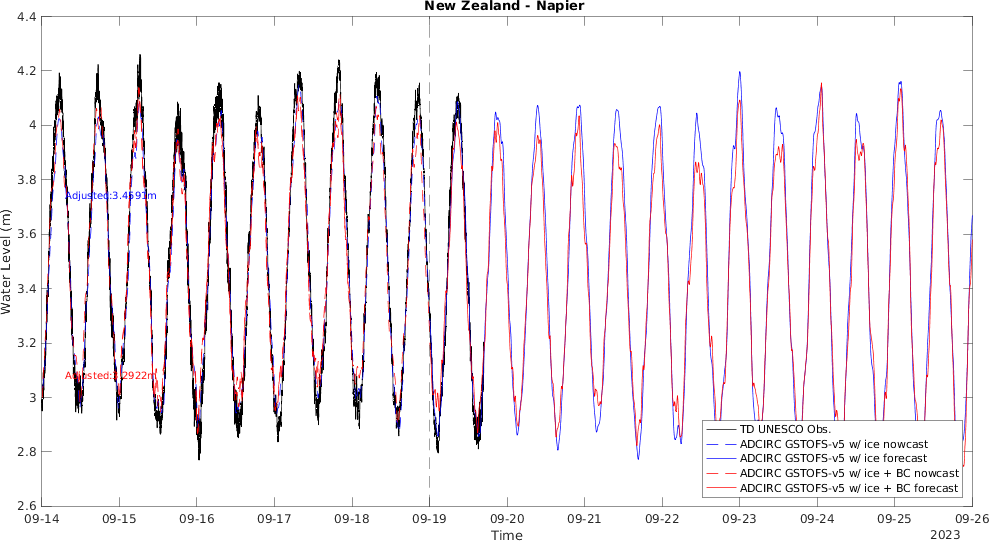 New Zealand - Napier
4.4
4.2
4
3.8
3.6
3.4
3.2
3
2.8
2.6
Water Level (m)
Adjusted:3.4591m
TD UNESCO Obs.
ADCIRC GSTOFS-v5 w/ ice nowcast
ADCIRC GSTOFS-v5 w/ ice forecast
ADCIRC GSTOFS-v5 w/ ice + BC nowcast
ADCIRC GSTOFS-v5 w/ ice + BC forecast
09-14 09-15 09-16 09-17 09-18 09-19 09-20 09-21 09-22 09-23 09-24 09-25 09-26
Time
2023